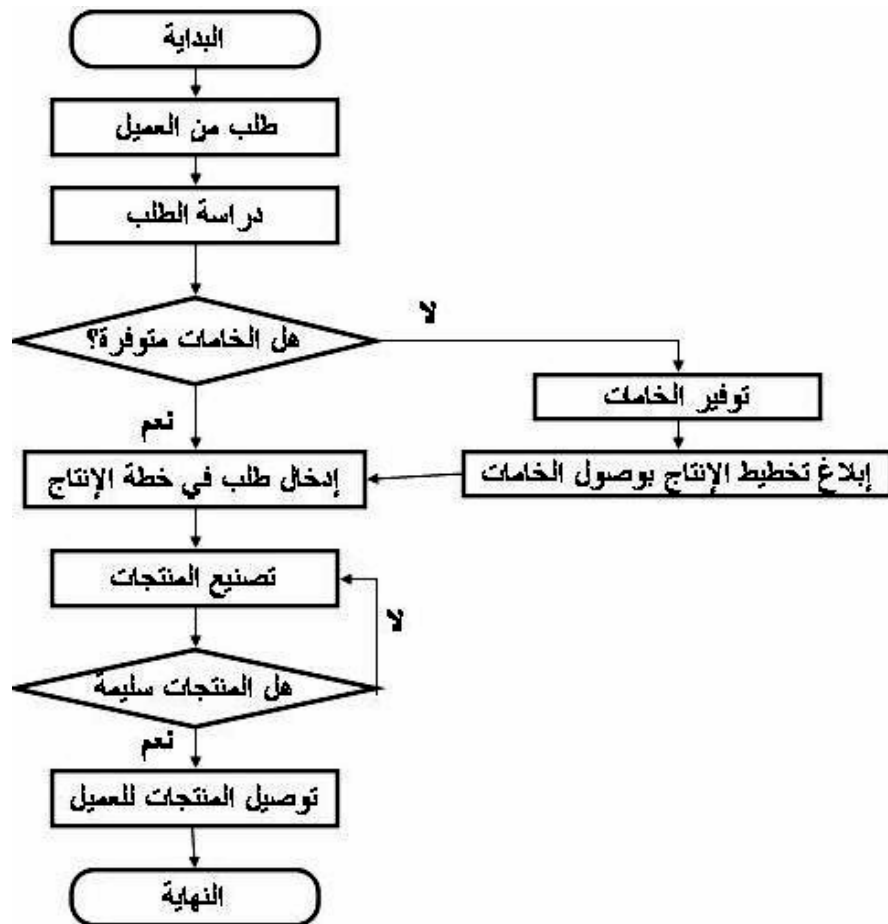 البداية
طلب من العميل
دراسة الطلب
هل الخامات متوفرة؟
لا
نعم
توفير الخامات
إبلاغ تخطيط الإنتاج بوصول الخامات
إدخال طلب في خطة الإنتاج
تصنيع المنتجات
لا
هل المنتجات سليمة
نعم
توصيل المنتجات للعميل
النهاية